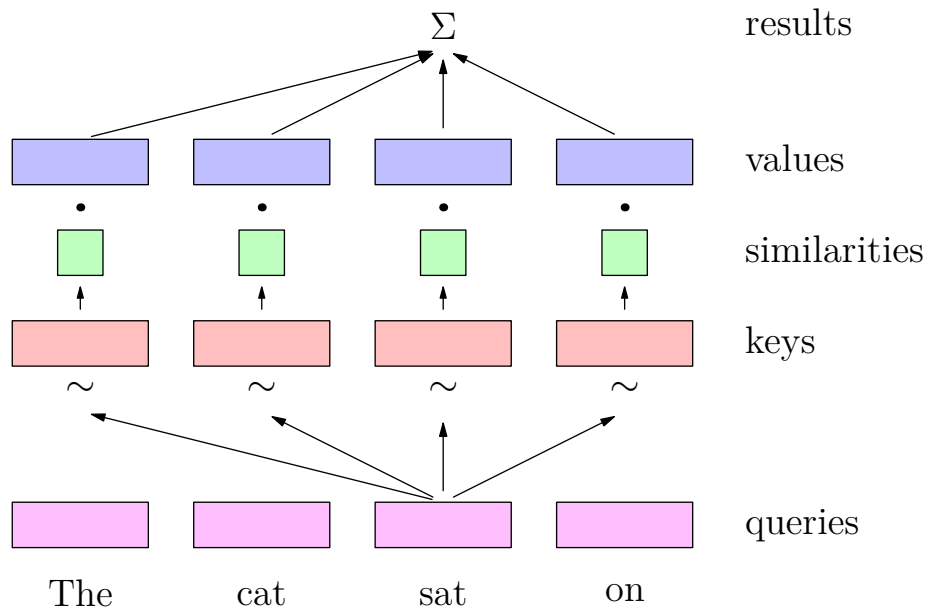 Σ results
values
• • • •
similarities
keys
∼ ∼ ∼ ∼
queries
The cat sat on